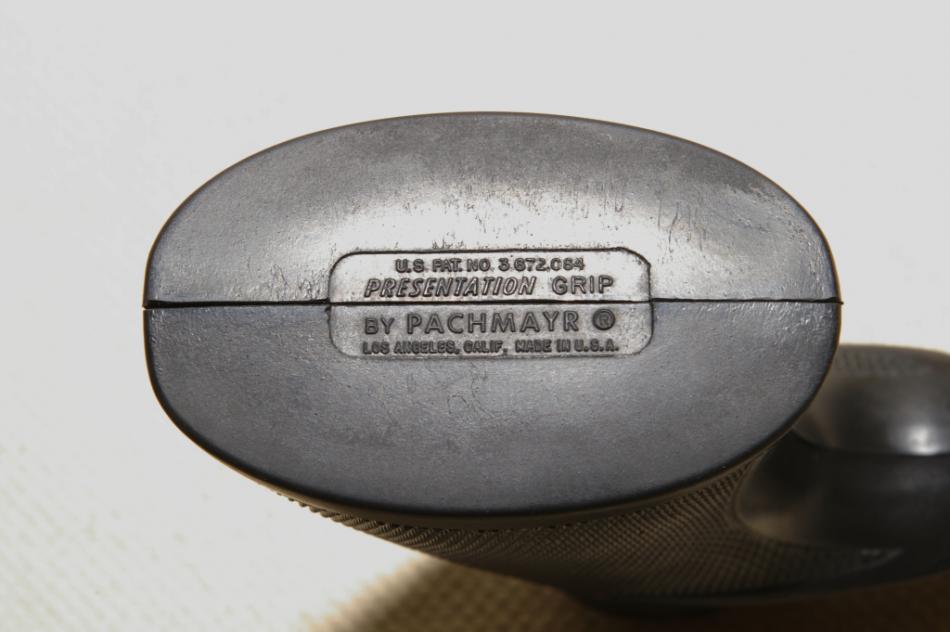 U.S. PAT. NO. 3.672.084
PRESENTATION GRIP
BY PACHMAYR ®
LOS ANGELES, CALIF. MADE IN U.S.A.